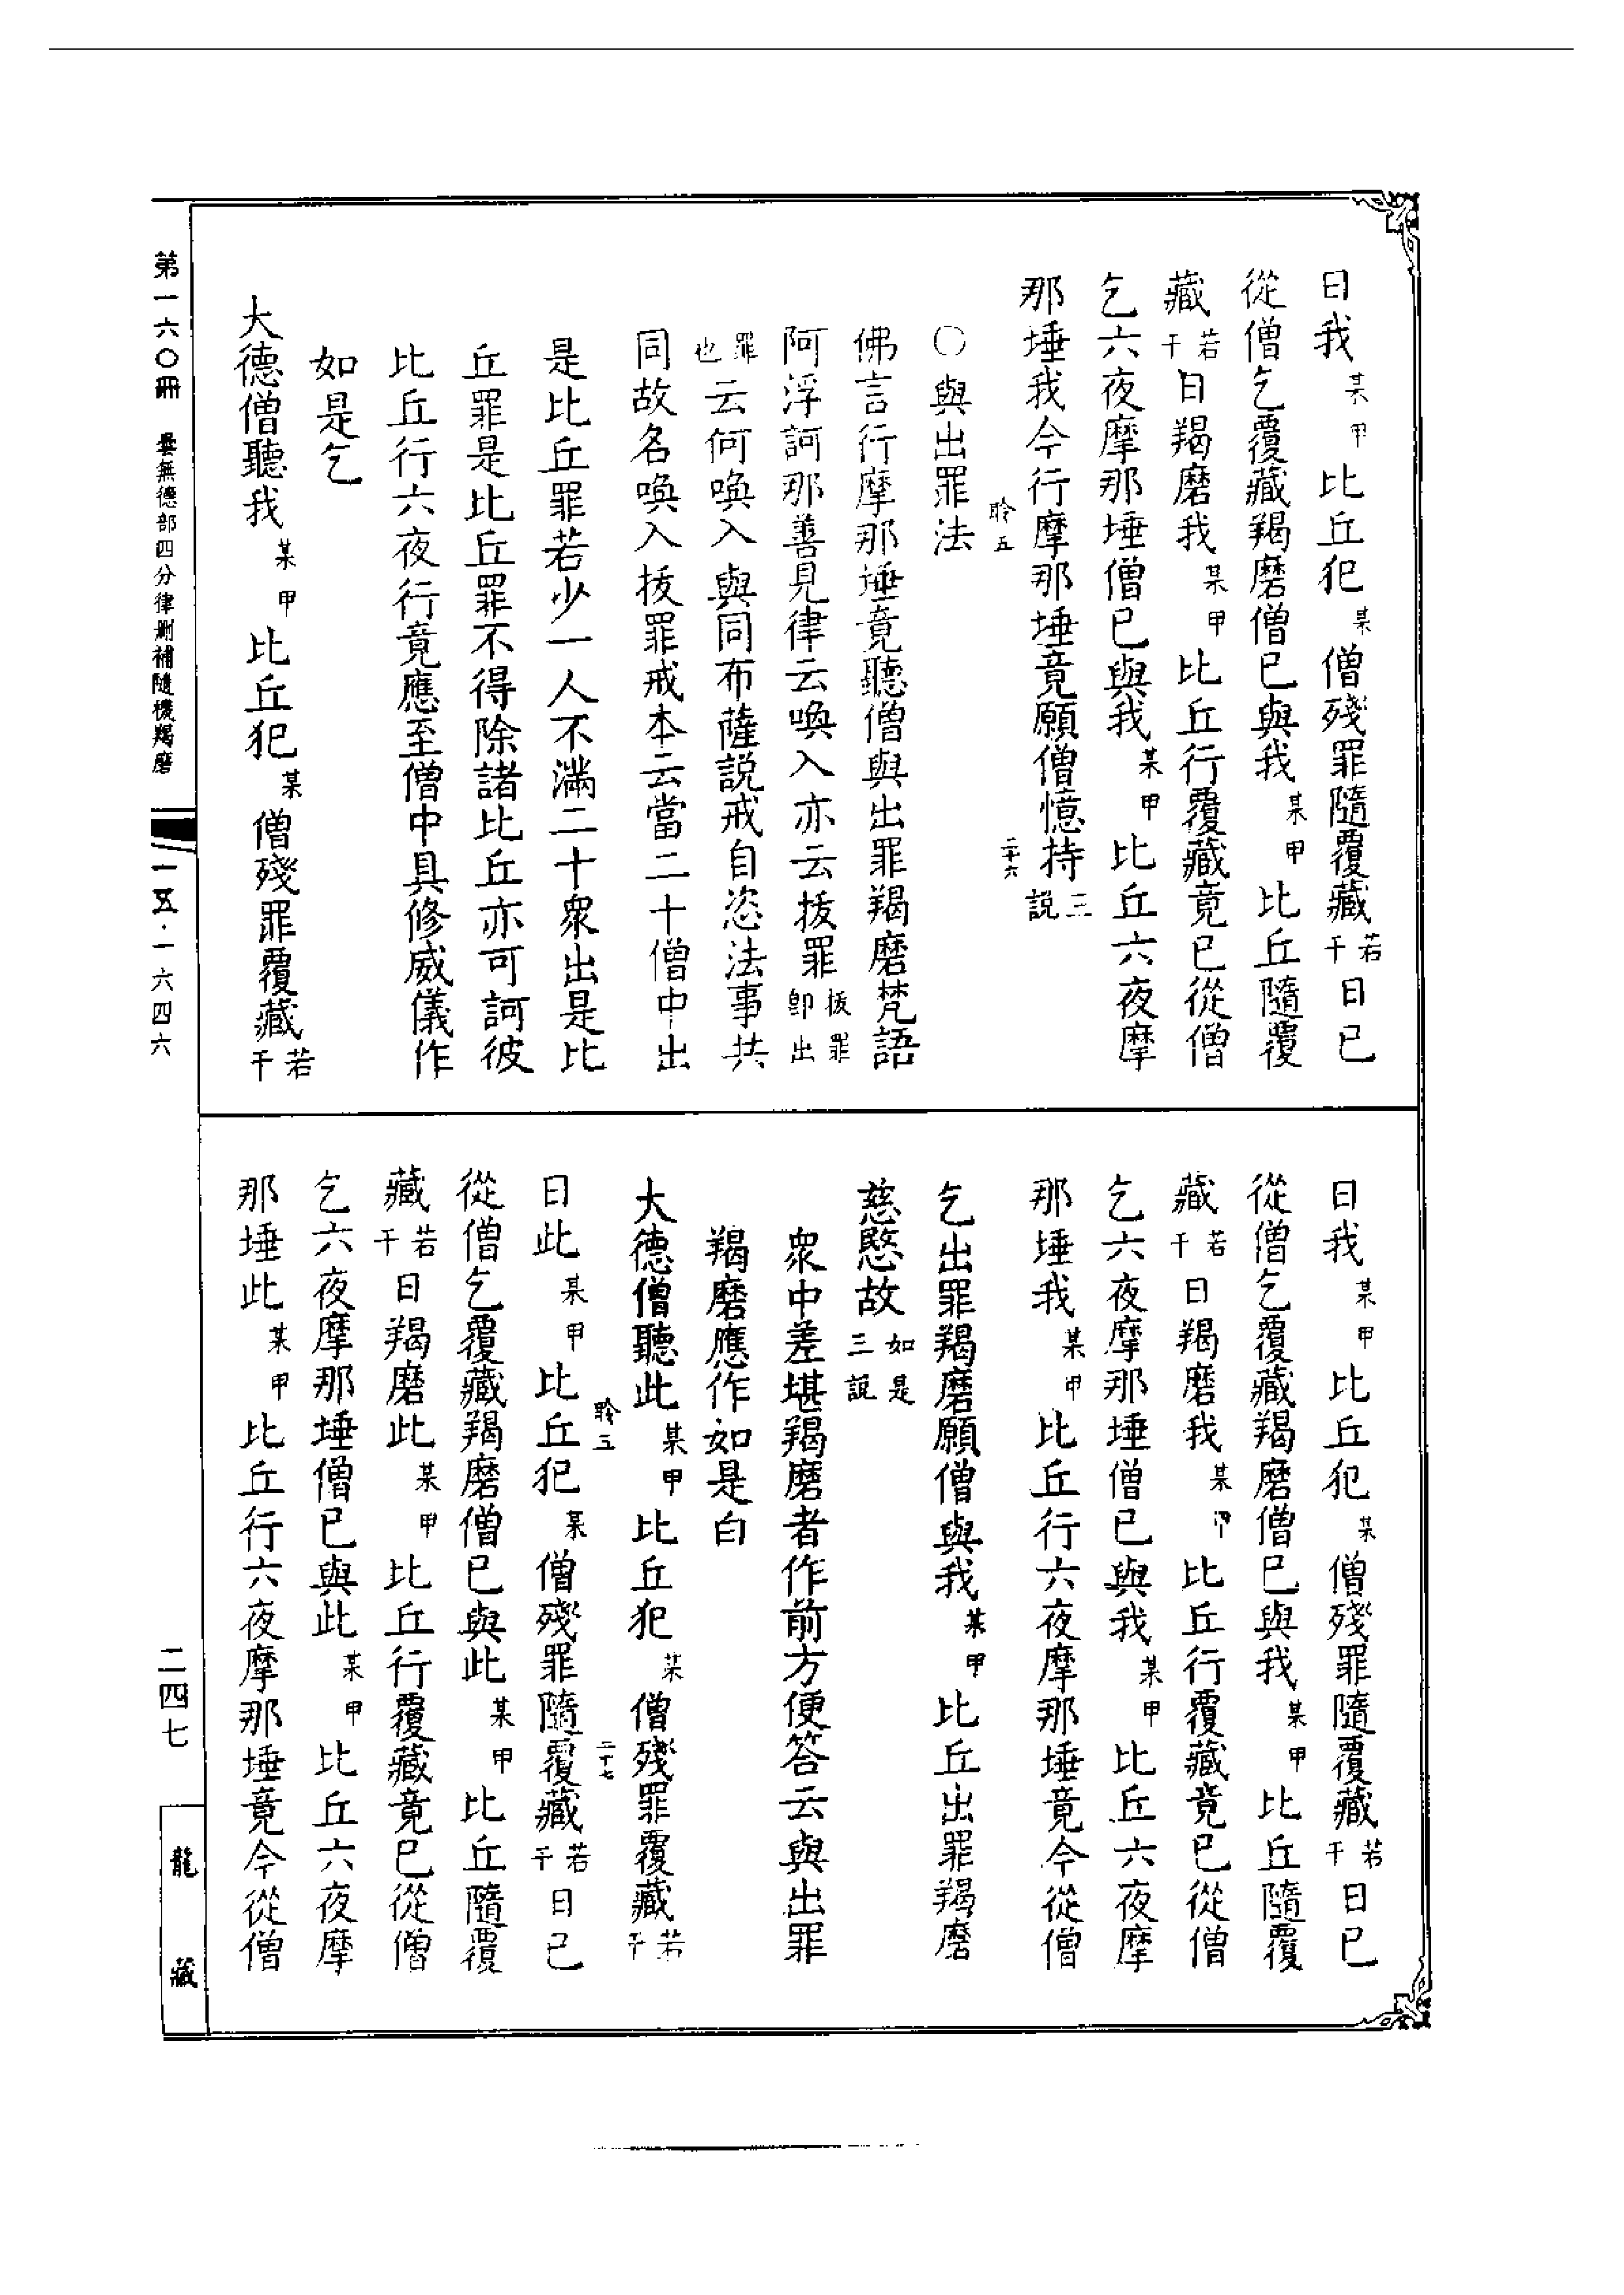 日我某甲比丘犯某僧殘罪隨覆藏若干日已
從僧乞覆藏羯磨僧已與我某甲比丘隨覆
藏若干日羯磨我某甲比丘行覆藏竟已從僧
乞六夜摩那埵僧已與我某甲比丘六夜摩
那埵我今行摩那埵竟願僧憶持三說
聆五
二十六
○與出罪法
佛言行摩那埵竟聽僧與出罪羯磨梵語
阿浮訶那善見律云喚入亦云拔罪拔罪即出
罪也云何喚入與同布薩說戒自恣法事共
同故名喚入拔罪戒本云當二十僧中出
是比丘罪若少一人不滿二十眾出是比
丘罪是比丘罪不得除諸比丘亦可訶彼
比丘行六夜行竟應至僧中具修威儀作
如是乞
大德僧聽我某甲比丘犯某僧殘罪覆藏若干
日我某甲比丘犯某僧殘罪隨覆藏若干日已
從僧乞覆藏羯磨僧已與我某甲比丘隨覆
藏若干日羯磨我某甲比丘行覆藏竟已從僧
乞六夜摩那埵僧已與我某甲比丘六夜摩
那埵我某甲比丘行六夜摩那埵竟今從僧
乞出罪羯磨願僧與我某甲比丘出罪羯磨
慈愍故如是三說
眾中差堪羯磨者作前方便答云與出罪
羯磨應作如是白
大德僧聽此某甲比丘犯某僧殘罪覆藏若干
聆五
二十七
日此某甲比丘犯某僧殘罪隨覆藏若干日已
從僧乞覆藏羯磨僧已與此某甲比丘隨覆
藏若干日羯磨此某甲比丘行覆藏竟已從僧
乞六夜摩那埵僧已與此某甲比丘六夜摩
那埵此某甲比丘行六夜摩那埵竟今從僧
第一六〇冊 曇無德部四分律刪補隨機羯磨
一五·一六四六
二四七
龍藏